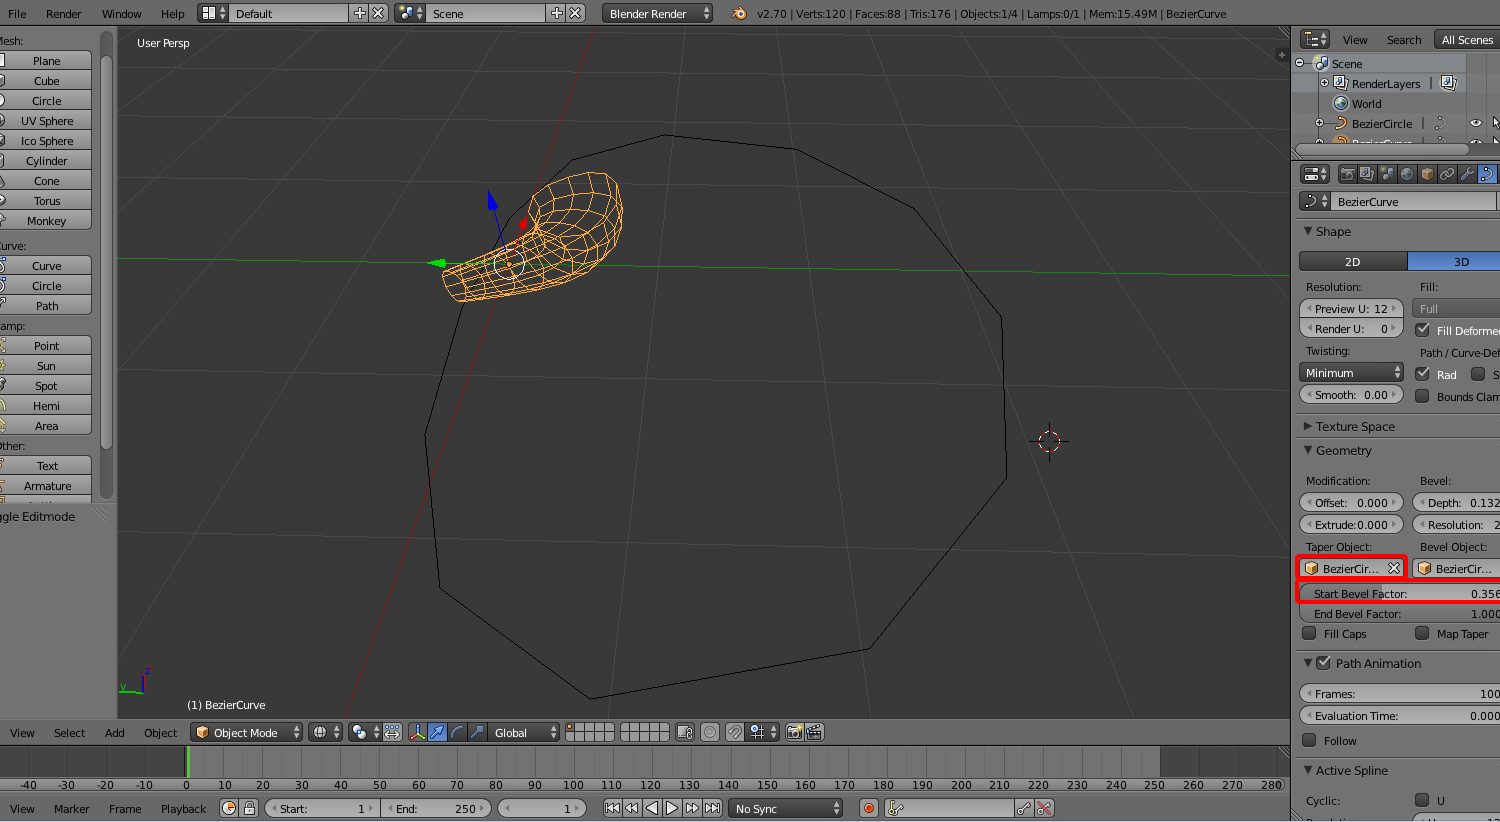 File Render Window Help Default Scene Blender Render v2.70 | Verts:120 | Faces:88 | Tris:176 | Objects:1/4 | Lamps:0/1 | Mem:15.49M | BezierCurve
Mesh:
Plane
Cube
Circle
UV Sphere
Ico Sphere
Cylinder
Cone
Torus
Monkey
Curve:
Curve
Circle
Path
amp:
Point
Sun
Spot
Hemi
Area
Other:
Text
Armature
ggle Editmode
User Persp
z
y
(1) BezierCurve
View Search All Scenes
Scene
RenderLayers
World
BezierCircle
BezierCurve
Shape
2D 3D
Resolution: Fill:
Preview U: 12 Full
Render U: 0 Fill Deforme
Twisting: Path / Curve-Def
Minimum Rad S
Smooth: 0.00 Bounds Clam
Texture Space
Geometry
Modification: Bevel:
Offset: 0.000 Depth: 0.132
Extrude:0.000 Resolution: 2
Taper Object: Bevel Object:
BezierCir... BezierCir...
Start Bevel Factor: 0.356
End Bevel Factor: 1.000
Fill Caps Map Taper
Path Animation
Frames: 100
Evaluation Time: 0.000
Follow
Active Spline
Cyclic: U
View Select Add Object Object Mode Global
-40 -30 -20 -10 0 10 20 30 40 50 60 70 80 90 100 110 120 130 140 150 160 170 180 190 200 210 220 230 240 250 260 270 280
View Marker Frame Playback Start: 1 End: 250 1 No Sync